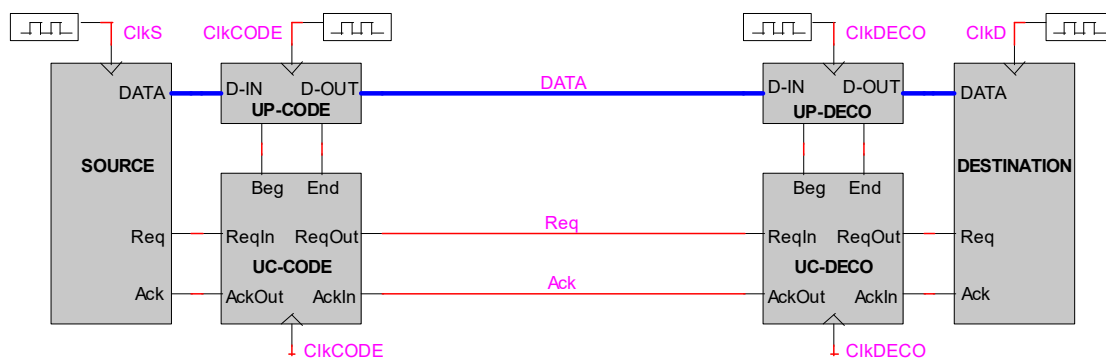 ClkS ClkCODE ClkDECO ClkD
DATA D-IN D-OUT DATA D-IN D-OUT DATA
UP-CODE UP-DECO
SOURCE DESTINATION
Beg End Beg End
Req ReqIn ReqOut Req ReqIn ReqOut Req
UC-CODE UC-DECO
Ack AckOut AckIn Ack AckOut AckIn Ack
ClkCODE ClkDECO